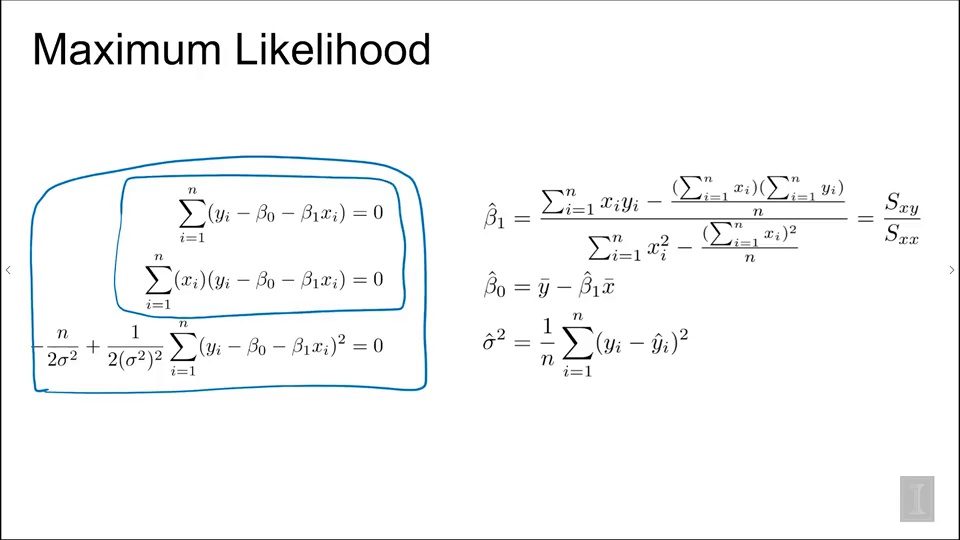 Maximum Likelihood
\sum_{i=1}^{n}(y_i - \beta_0 - \beta_1 x_i) = 0
\sum_{i=1}^{n}(x_i)(y_i - \beta_0 - \beta_1 x_i) = 0
-\frac{n}{2\sigma^2} + \frac{1}{2(\sigma^2)^2}\sum_{i=1}^{n}(y_i - \beta_0 - \beta_1 x_i)^2 = 0
\hat{\beta}_1 = \frac{\sum_{i=1}^{n} x_i y_i - \frac{(\sum_{i=1}^{n} x_i)(\sum_{i=1}^{n} y_i)}{n}}{\sum_{i=1}^{n} x_i^2 - \frac{(\sum_{i=1}^{n} x_i)^2}{n}} = \frac{S_{xy}}{S_{xx}}
\hat{\beta}_0 = \bar{y} - \hat{\beta}_1 \bar{x}
\hat{\sigma}^2 = \frac{1}{n}\sum_{i=1}^{n}(y_i - \hat{y}_i)^2
I